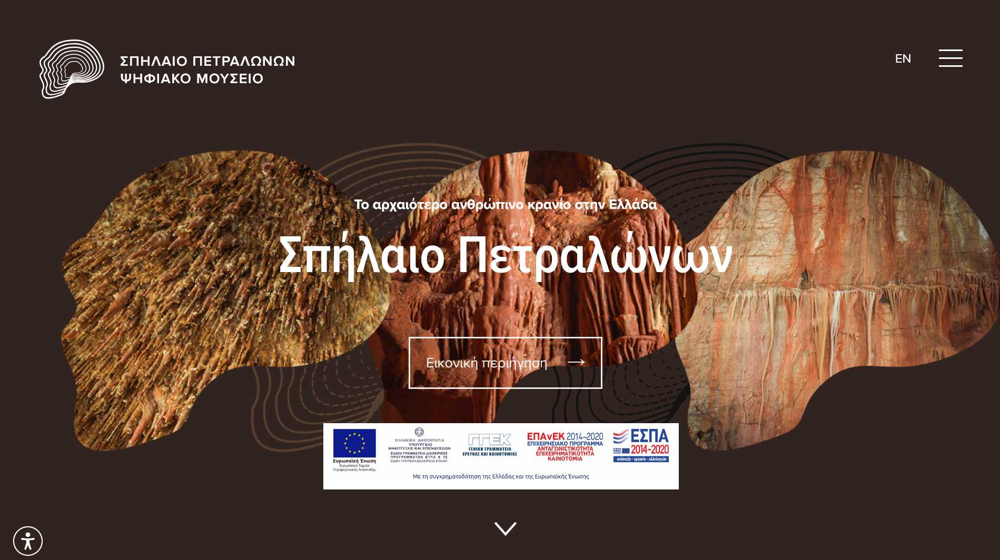 ΣΠΗΛΑΙΟ ΠΕΤΡΑΛΩΝΩΝ
ΨΗΦΙΑΚΟ ΜΟΥΣΕΙΟ
EN
Το αρχαιότερο ανθρώπινο κρανίο στην Ελλάδα
Σπήλαιο Πετραλώνων
Εικονική περιήγηση →
Ευρωπαϊκή Ένωση
Ευρωπαϊκό Ταμείο
Περιφερειακής Ανάπτυξης
ΕΛΛΗΝΙΚΗ ΔΗΜΟΚΡΑΤΙΑ
ΥΠΟΥΡΓΕΙΟ
ΑΝΑΠΤΥΞΗΣ ΚΑΙ ΕΠΕΝΔΥΣΕΩΝ
ΕΙΔΙΚΗ ΓΡΑΜΜΑΤΕΙΑ ΔΙΑΧΕΙΡΙΣΗΣ
ΠΡΟΓΡΑΜΜΑΤΩΝ ΕΤΠΑ & ΤΣ
ΕΙΔΙΚΗ ΥΠΗΡΕΣΙΑ ΔΙΑΧΕΙΡΙΣΗΣ ΕΠΑνΕΚ
ΓΓΕΚ
ΓΕΝΙΚΗ ΓΡΑΜΜΑΤΕΙΑ
ΕΡΕΥΝΑΣ ΚΑΙ ΚΑΙΝΟΤΟΜΙΑΣ
ΕΠΑνΕΚ 2014-2020
ΕΠΙΧΕΙΡΗΣΙΑΚΟ ΠΡΟΓΡΑΜΜΑ
ΑΝΤΑΓΩΝΙΣΤΙΚΟΤΗΤΑ
ΕΠΙΧΕΙΡΗΜΑΤΙΚΟΤΗΤΑ
ΚΑΙΝΟΤΟΜΙΑ
ΕΣΠΑ
2014-2020
ανάπτυξη - εργασία - αλληλεγγύη
Με τη συγχρηματοδότηση της Ελλάδας και της Ευρωπαϊκής Ένωσης